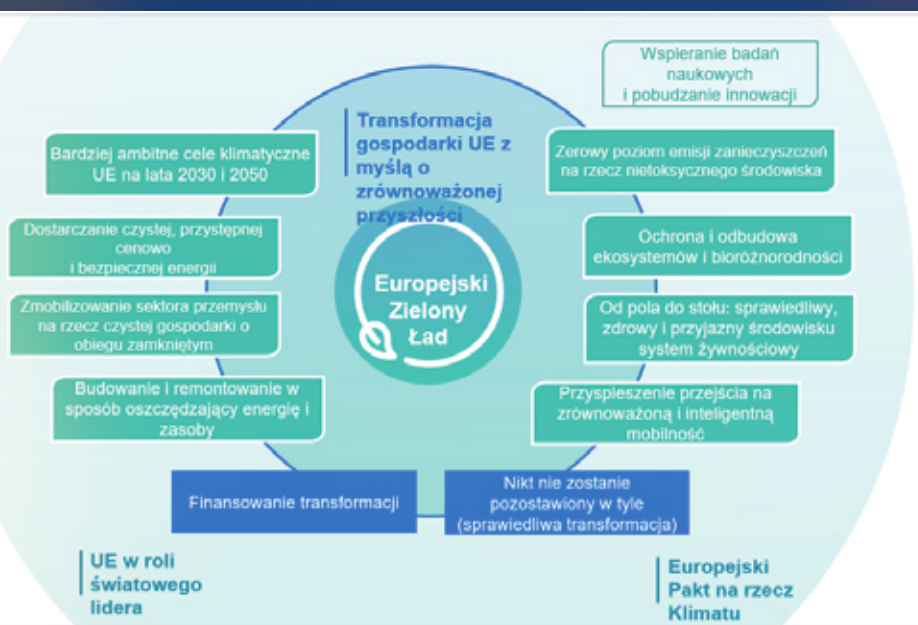 Wspieranie badań
naukowych
i pobudzanie innowacji
Transformacja
gospodarki UE z
myślą o
zrównoważonej
przyszłości
Bardziej ambitne cele klimatyczne
UE na lata 2030 i 2050
Zerowy poziom emisji zanieczyszczeń
na rzecz nietoksycznego środowiska
Dostarczanie czystej, przystępnej
cenowo
i bezpiecznej energii
Ochrona i odbudowa
ekosystemów i bioróżnorodności
Europejski
Zielony
Ład
Zmobilizowanie sektora przemysłu
na rzecz czystej gospodarki o
obiegu zamkniętym
Od pola do stołu: sprawiedliwy,
zdrowy i przyjazny środowisku
system żywnościowy
Budowanie i remontowanie w
sposób oszczędzający energię i
zasoby
Przyspieszenie przejścia na
zrównoważoną i inteligentną
mobilność
Finansowanie transformacji
Nikt nie zostanie
pozostawiony w tyle
(sprawiedliwa transformacja)
UE w roli
światowego
lidera
Europejski
Pakt na rzecz
Klimatu